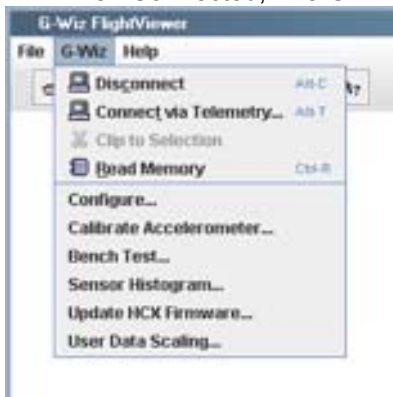 G-Wiz FlightViewer
File G-Wiz Help
Disconnect Alt-C
Connect via Telemetry... Alt-T
Clip to Selection
Read Memory Ctrl-R
Configure...
Calibrate Accelerometer...
Bench Test...
Sensor Histogram...
Update HCX Firmware...
User Data Scaling...